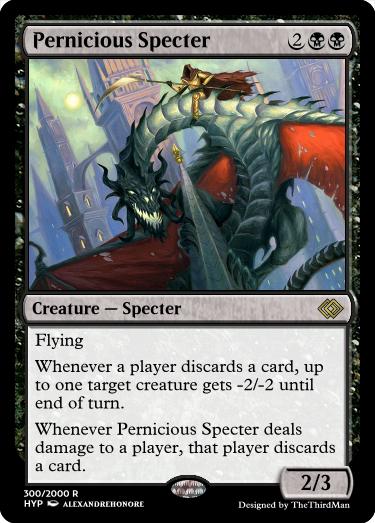 Pernicious Specter 2
Creature — Specter
Flying
Whenever a player discards a card, up
to one target creature gets -2/-2 until
end of turn.
Whenever Pernicious Specter deals
damage to a player, that player discards
a card.
2/3
300/2000 R
HYP ALEXANDREHONORE
Designed by TheThirdMan